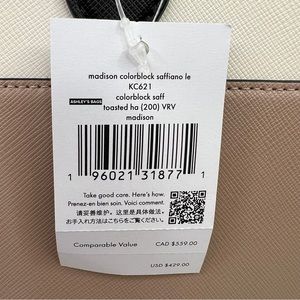 madison colorblock saffiano le
KC621
ASHLEY'S BAGS
colorblock saff
toasted ha (200) VRV
madison
1 96021 31877 1
Take good care. Here's how.
Prenez-en bien soin. Voici comment.
请妥善维护。这里是具体做法。
お手入れ方法はこちらをご覧ください
Comparable Value CAD $559.00
USD $429.00